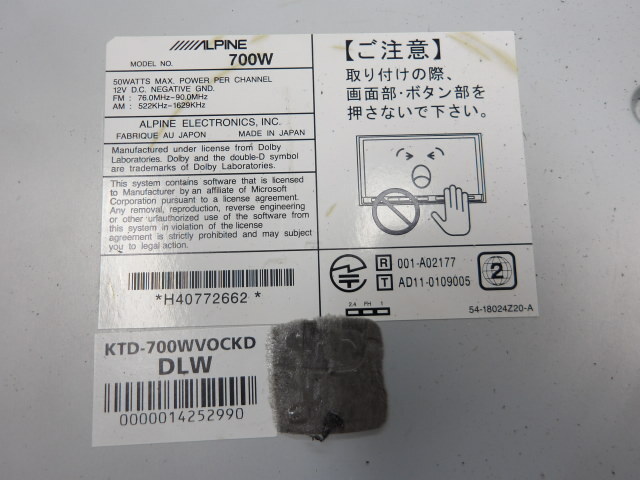 ALPINE
MODEL NO. 700W
50WATTS MAX. POWER PER CHANNEL
12V D.C. NEGATIVE GND.
FM : 76.0MHz~90.0MHz
AM : 522KHz~1629KHz
ALPINE ELECTRONICS, INC.
FABRIQUE AU JAPON MADE IN JAPAN
Manufactured under license from Dolby
Laboratories. Dolby and the double-D symbol
are trademarks of Dolby Laboratories.
This system contains software that is licensed
to Manufacturer by an affiliate of Microsoft
Corporation pursuant to a license agreement.
Any removal, reproduction, reverse engineering
or other unauthorized use of the software from
this system in violation of the license
agreement is strictly prohibited and may subject
you to legal action.
*H40772662*
【ご注意】
取り付けの際、
画面部・ボタン部を
押さないで下さい。
R 001-A02177
T AD11-0109005
2
2.4 FH 1
54-18024Z20-A
KTD-700WVOCKD
DLW
0000014252990